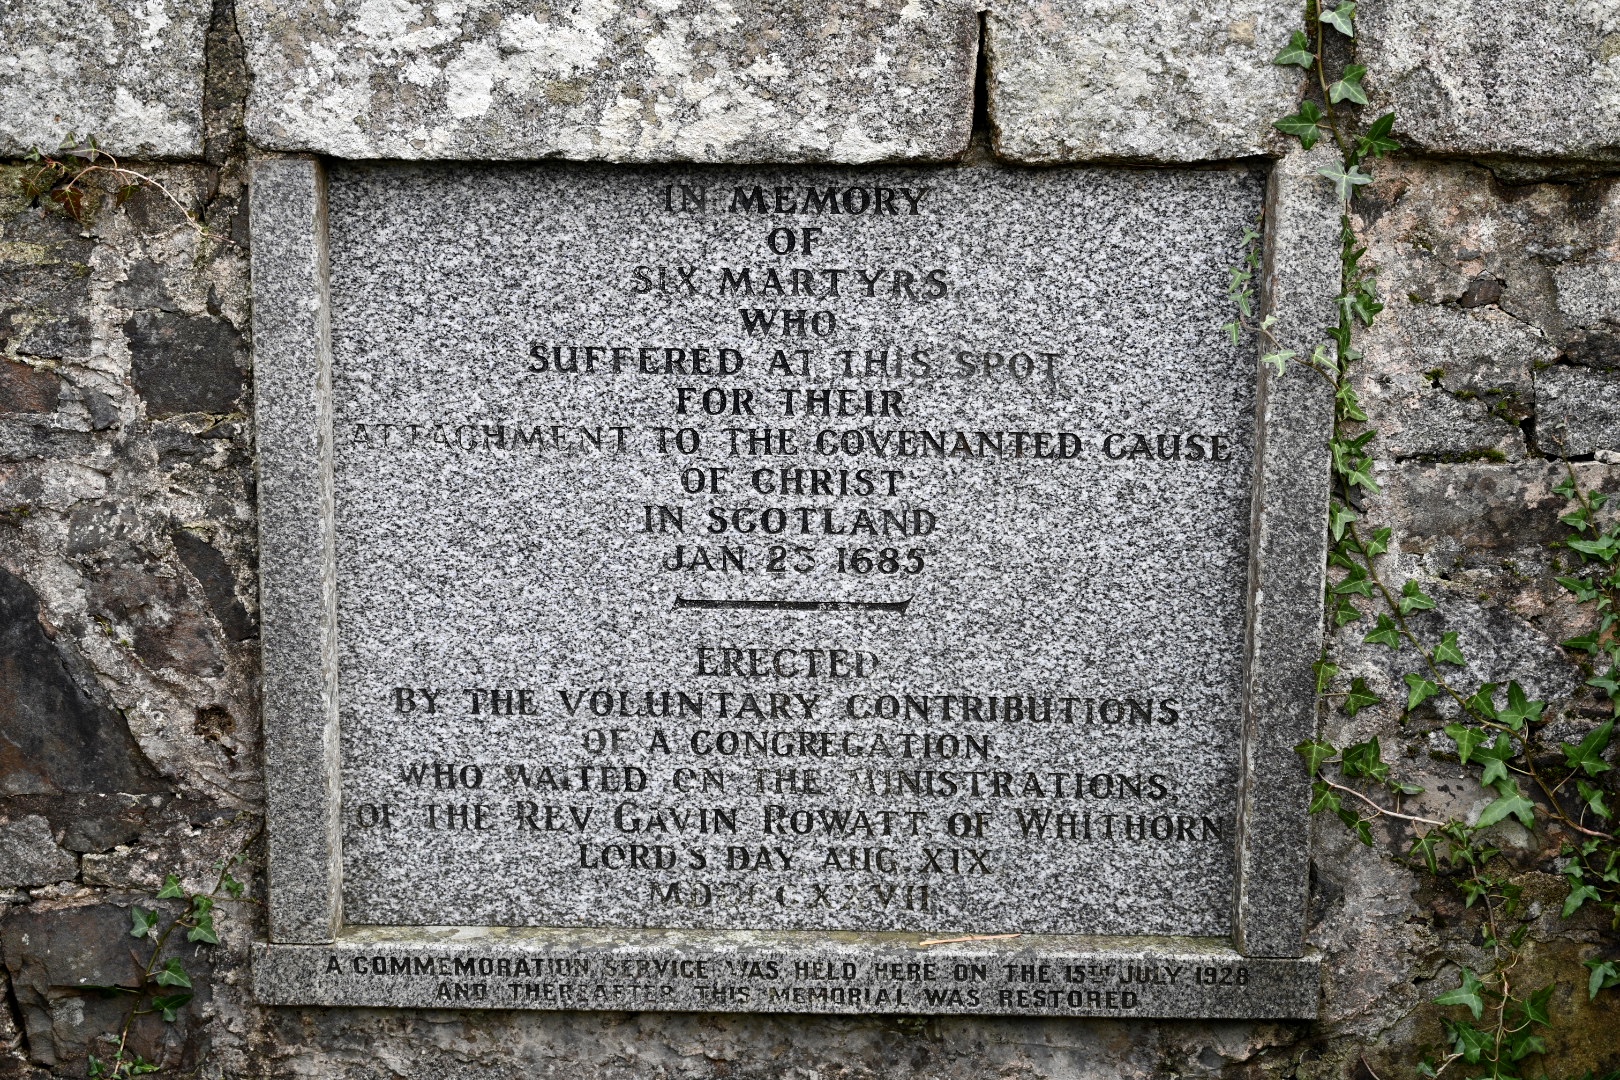 IN MEMORY
OF
SIX MARTYRS
WHO
SUFFERED AT THIS SPOT
FOR THEIR
ATTACHMENT TO THE COVENANTED CAUSE
OF CHRIST
IN SCOTLAND
JAN. 23 1685
ERECTED
BY THE VOLUNTARY CONTRIBUTIONS
OF A CONGREGATION,
WHO WAITED ON THE MINISTRATIONS,
OF THE REV GAVIN ROWATT OF WHITHORN
LORD'S DAY AUG XIX
MDCCCXXVII
A COMMEMORATION SERVICE WAS HELD HERE ON THE 15TH JULY 1928
AND THEREAFTER THIS MEMORIAL WAS RESTORED